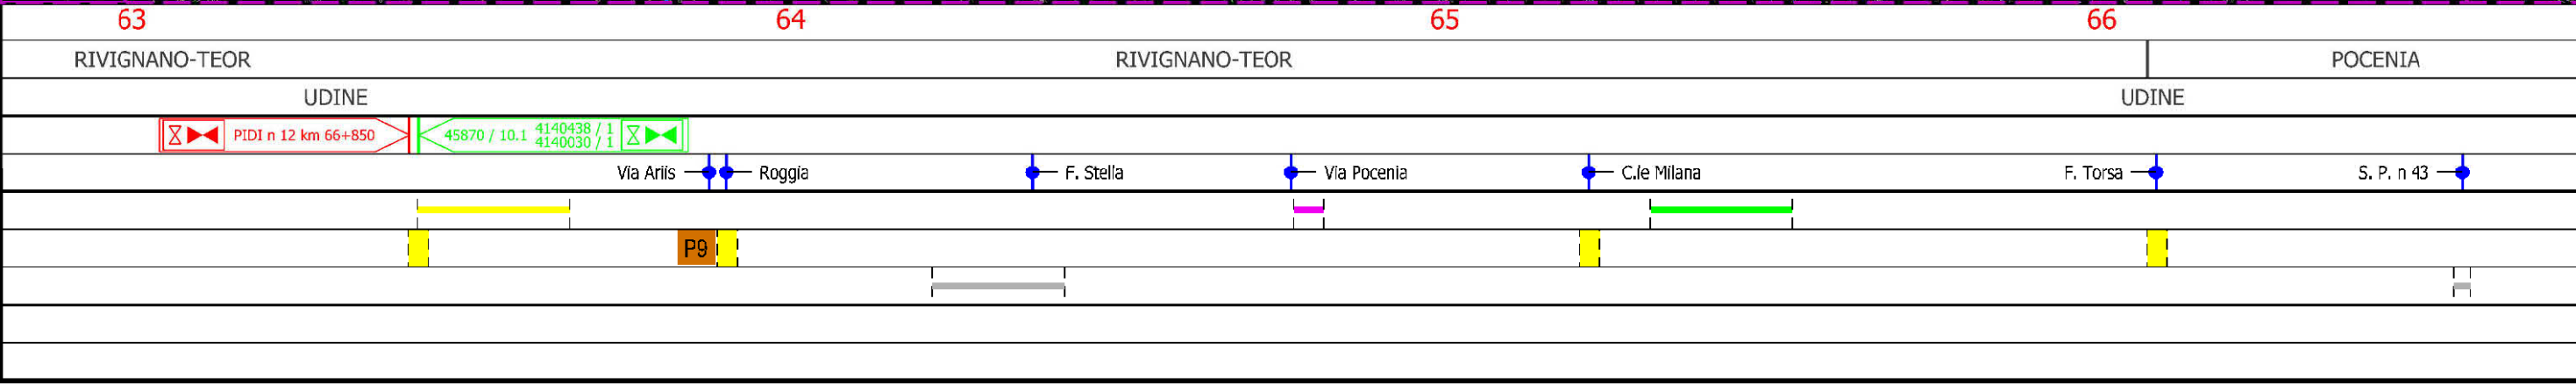 63 64 65 66
RIVIGNANO-TEOR RIVIGNANO-TEOR POCENIA
UDINE UDINE
PIDI n 12 km 66+850 45870 / 10.1 4140438 / 1
4140030 / 1
Via Ariis Roggia F. Stella Via Pocenia C.le Milana F. Torsa S. P. n 43
P9